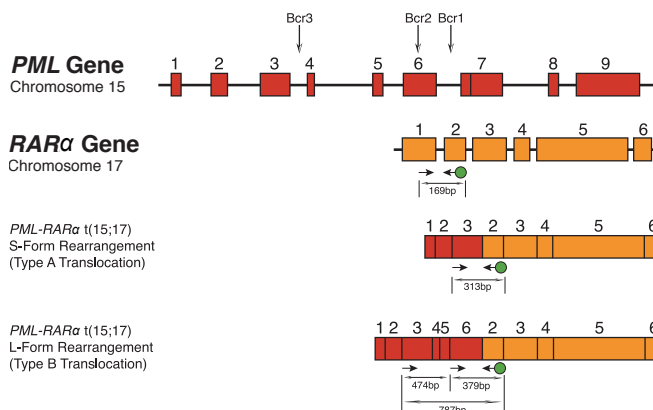 Bcr3 Bcr2 Bcr1
1 2 3 4 5 6 7 8 9
PML Gene
Chromosome 15
1 2 3 4 5 6
RARα Gene
Chromosome 17
169bp
PML-RARα t(15;17)
S-Form Rearrangement
(Type A Translocation)
1 2 3 2 3 4 5 6
313bp
PML-RARα t(15;17)
L-Form Rearrangement
(Type B Translocation)
1 2 3 4 5 6 2 3 4 5 6
474bp 379bp
787bp